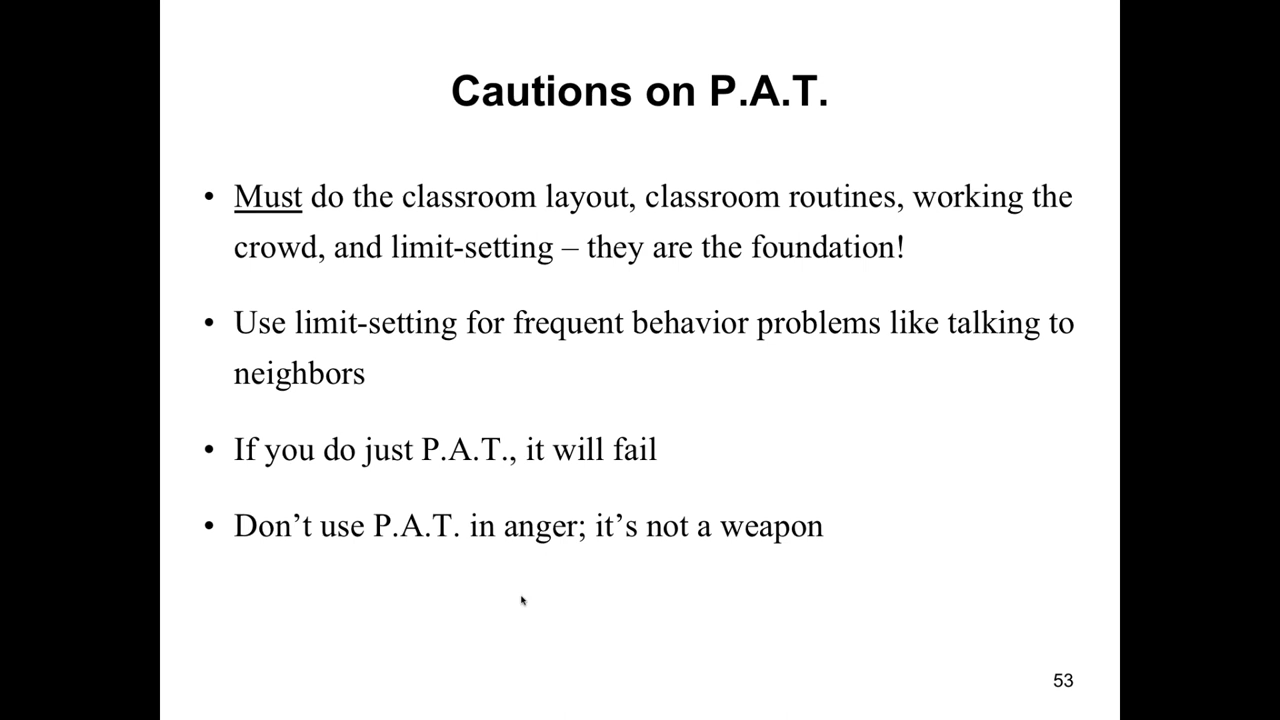 Cautions on P.A.T.
• Must do the classroom layout, classroom routines, working the
crowd, and limit-setting – they are the foundation!
• Use limit-setting for frequent behavior problems like talking to
neighbors
• If you do just P.A.T., it will fail
• Don’t use P.A.T. in anger; it’s not a weapon
53